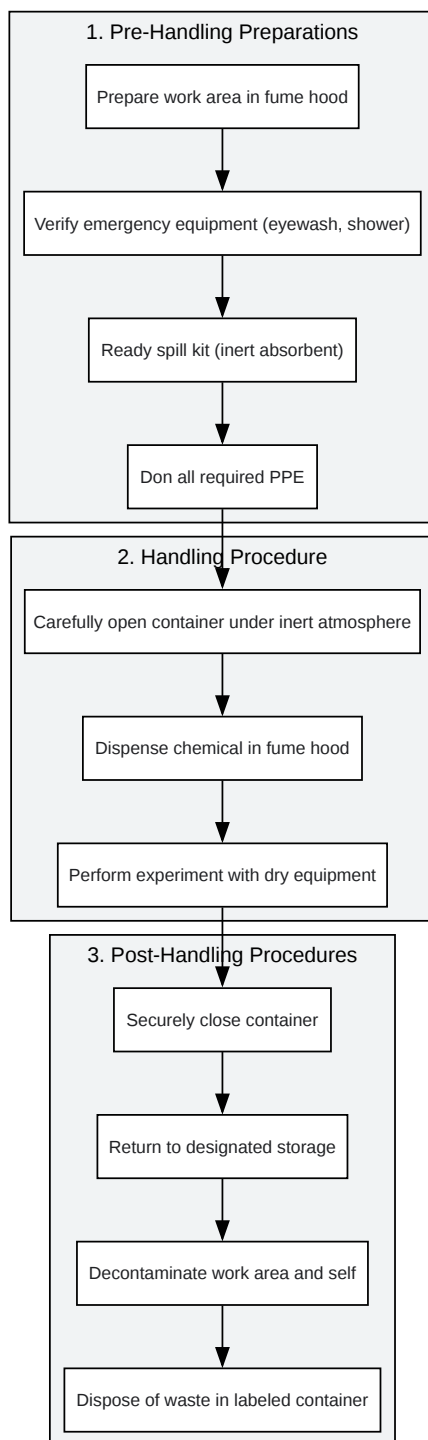 1. Pre-Handling Preparations
Prepare work area in fume hood
Verify emergency equipment (eyewash, shower)
Ready spill kit (inert absorbent)
Don all required PPE
2. Handling Procedure
Carefully open container under inert atmosphere
Dispense chemical in fume hood
Perform experiment with dry equipment
3. Post-Handling Procedures
Securely close container
Return to designated storage
Decontaminate work area and self
Dispose of waste in labeled container